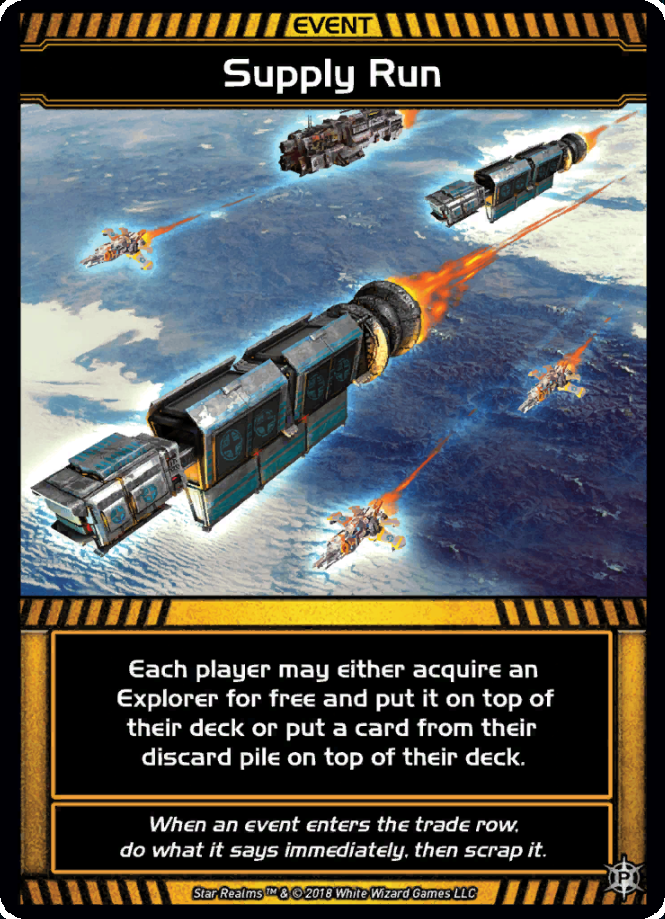 EVENT
Supply Run
Each player may either acquire an
Explorer for free and put it on top of
their deck or put a card from their
discard pile on top of their deck.
When an event enters the trade row,
do what it says immediately, then scrap it.
P
Star Realms™ & © 2018 White Wizard Games LLC